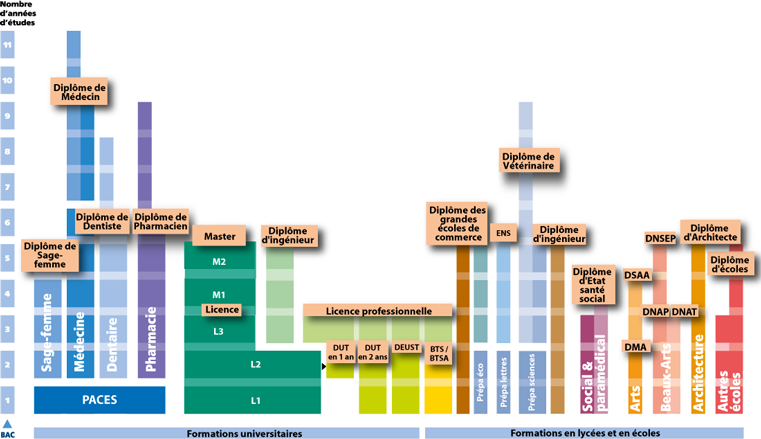 Nombre
d'années
d'études
11
10
9
8
7
6
5
4
3
2
1
BAC
Diplôme de
Sage-
femme
Sage-femme
Diplôme de
Médecin
Médecine
Diplôme de
Dentiste
Dentaire
Diplôme de
Pharmacien
Pharmacie
PACES
Master
M2
M1
Licence
L3
L2
L1
Diplôme
d'ingénieur
Licence professionnelle
DUT
en 1 an
DUT
en 2 ans
DEUST
BTS /
BTSA
Formations universitaires
Diplôme des
grandes
écoles de
commerce
Prépa éco
ENS
Prépa lettres
Diplôme de
Vétérinaire
Prépa sciences
Diplôme
d'ingénieur
Diplôme
d'Etat
santé
social
Social &
paramédical
DSAA
DMA
Arts
DNSEP
DNAP
DNAT
Beaux-Arts
Diplôme
d'Architecte
Architecture
Diplôme
d'écoles
Autres
écoles
Formations en lycées et en écoles